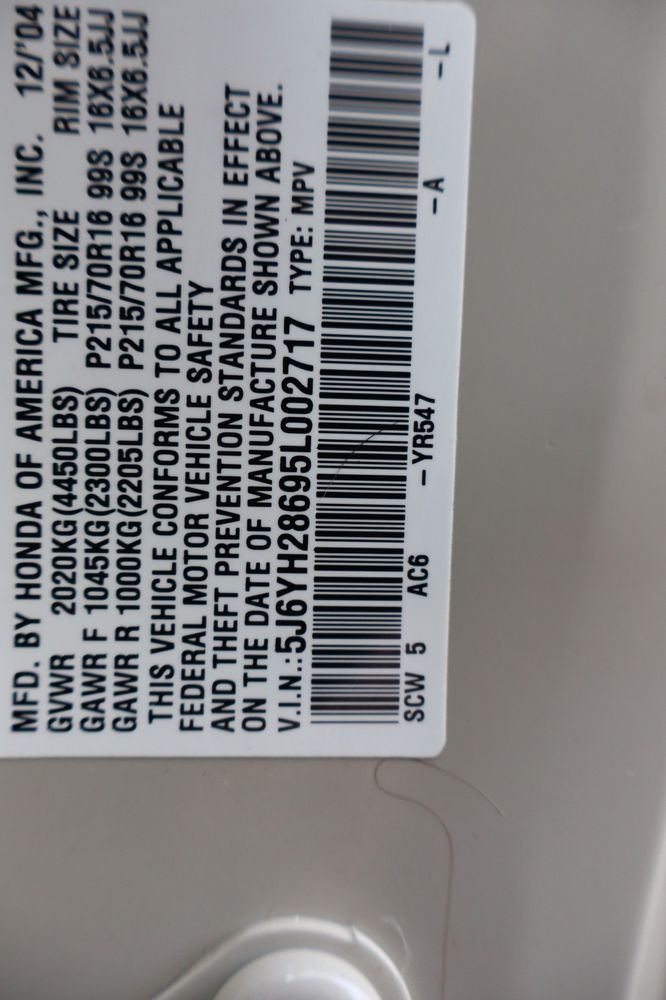 MFD. BY HONDA OF AMERICA MFG., INC. 12/'04
GVWR 2020KG(4450LBS) TIRE SIZE RIM SIZE
GAWR F 1045KG(2300LBS) P215/70R16 99S 16X6.5JJ
GAWR R 1000KG(2205LBS) P215/70R16 99S 16X6.5JJ
THIS VEHICLE CONFORMS TO ALL APPLICABLE
FEDERAL MOTOR VEHICLE SAFETY
AND THEFT PREVENTION STANDARDS IN EFFECT
ON THE DATE OF MANUFACTURE SHOWN ABOVE.
V.I.N.:5J6YH28695L002717 TYPE: MPV
SCW 5 AC6 -YR547 -A -L